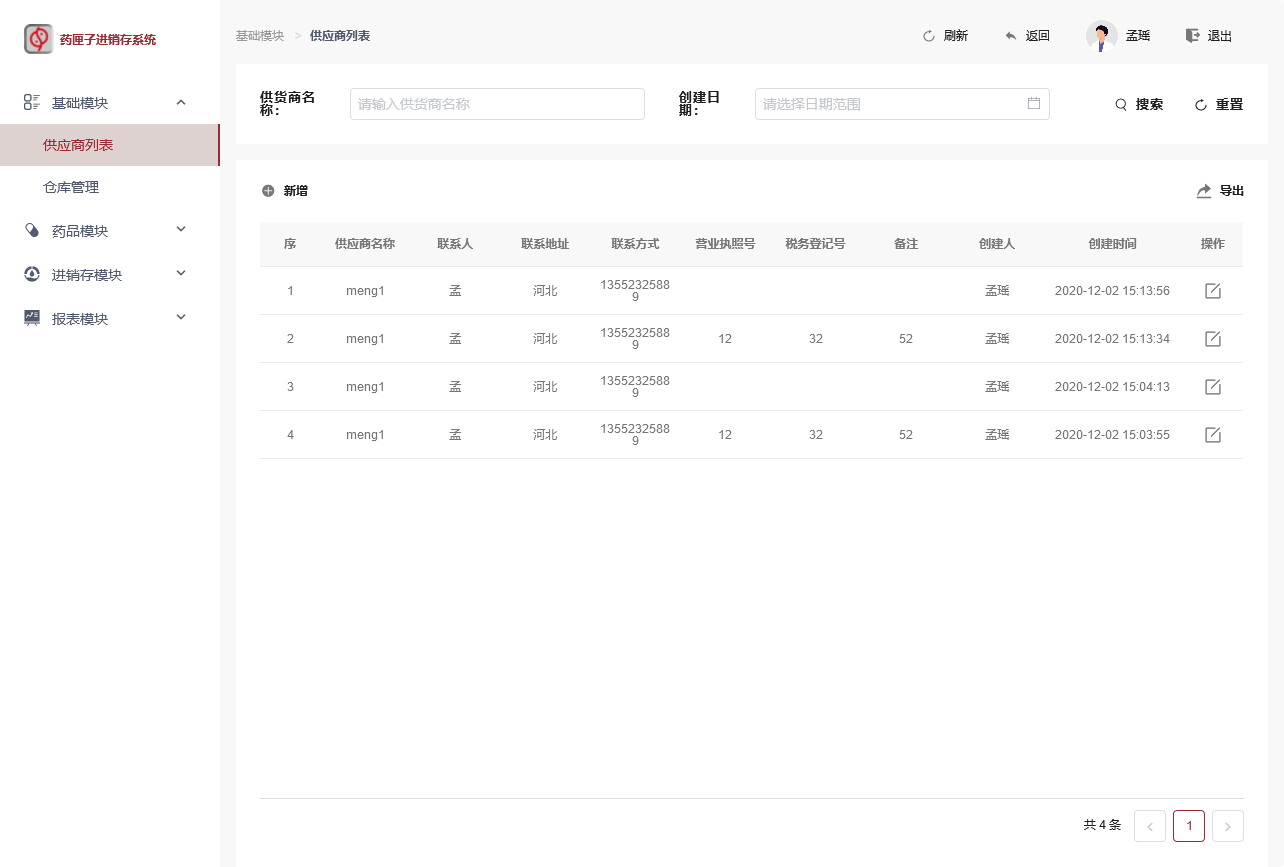 药匣子进销存系统
基础模块 > 供应商列表
刷新
返回
孟瑶
退出
基础模块
供应商列表
仓库管理
药品模块
进销存模块
报表模块
供货商名
称：
请输入供货商名称
创建日
期：
请选择日期范围
搜索
重置
新增
导出
序 供应商名称 联系人 联系地址 联系方式 营业执照号 税务登记号 备注 创建人 创建时间 操作
1 meng1 孟 河北 1355232588
9 孟瑶 2020-12-02 15:13:56
2 meng1 孟 河北 1355232588
9 12 32 52 孟瑶 2020-12-02 15:13:34
3 meng1 孟 河北 1355232588
9 孟瑶 2020-12-02 15:04:13
4 meng1 孟 河北 1355232588
9 12 32 52 孟瑶 2020-12-02 15:03:55
共 4 条
< 1 >